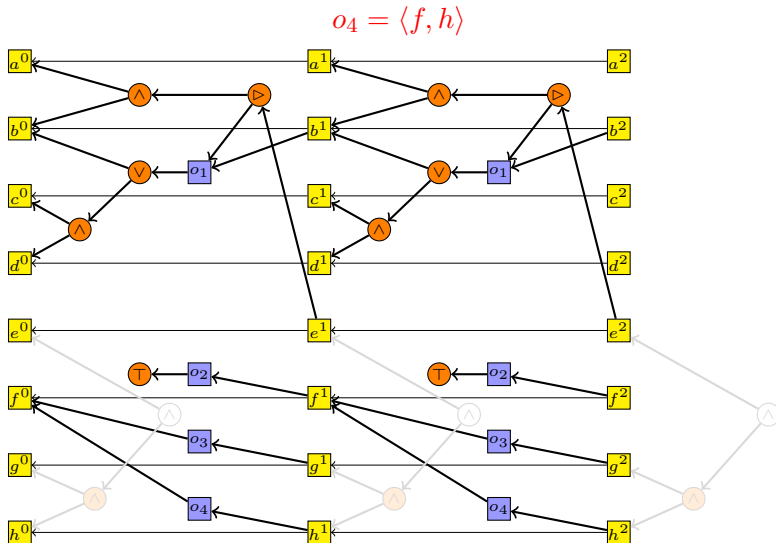 o₄ = ⟨f, h⟩
a⁰ a¹ a²
∧ ▷ ∧ ▷
b⁰ b¹ b²
∨ o₁ ∨ o₁
c⁰ c¹ c²
∧ ∧
d⁰ d¹ d²
e⁰ e¹ e²
⊤ o₂ ⊤ o₂
f⁰ f¹ f²
∧ ∧ ∧
o₃ o₃
g⁰ g¹ g²
∧ ∧ ∧
o₄ o₄
h⁰ h¹ h²